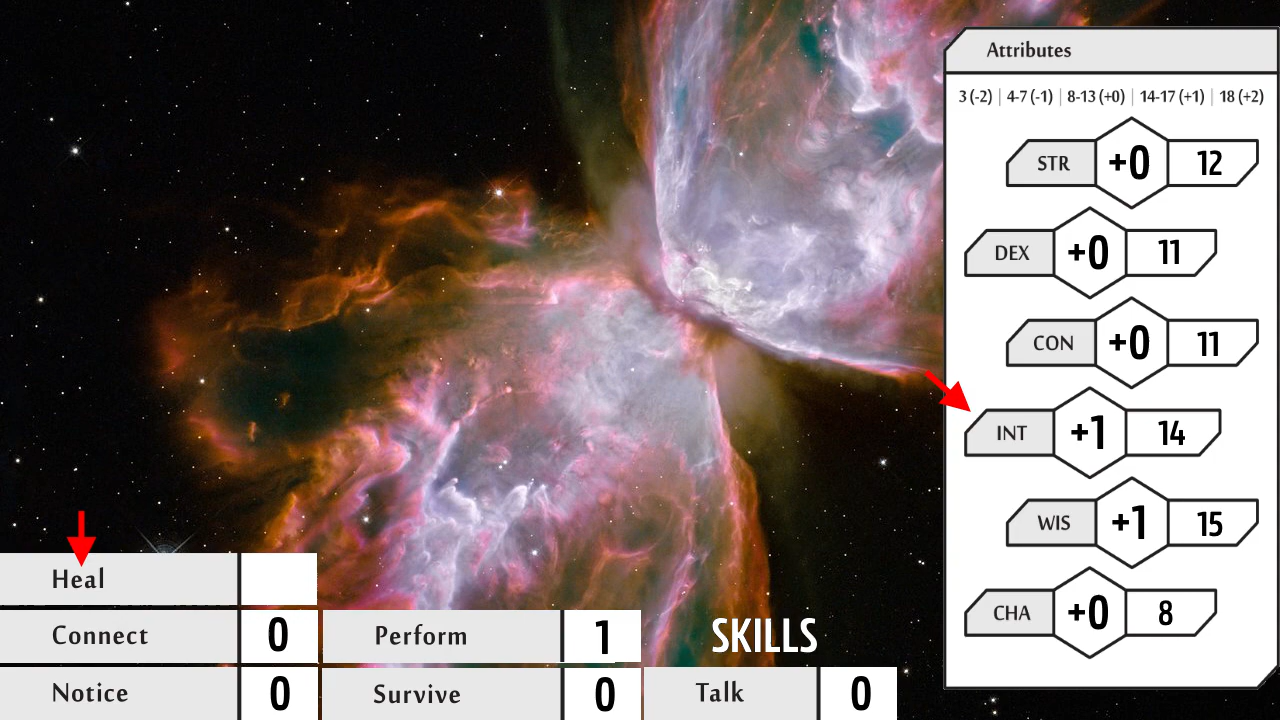 Attributes
3 (-2) | 4-7 (-1) | 8-13 (+0) | 14-17 (+1) | 18 (+2)
STR +0 12
DEX +0 11
CON +0 11
INT +1 14
WIS +1 15
CHA +0 8
Heal
Connect 0 Perform 1 SKILLS
Notice 0 Survive 0 Talk 0